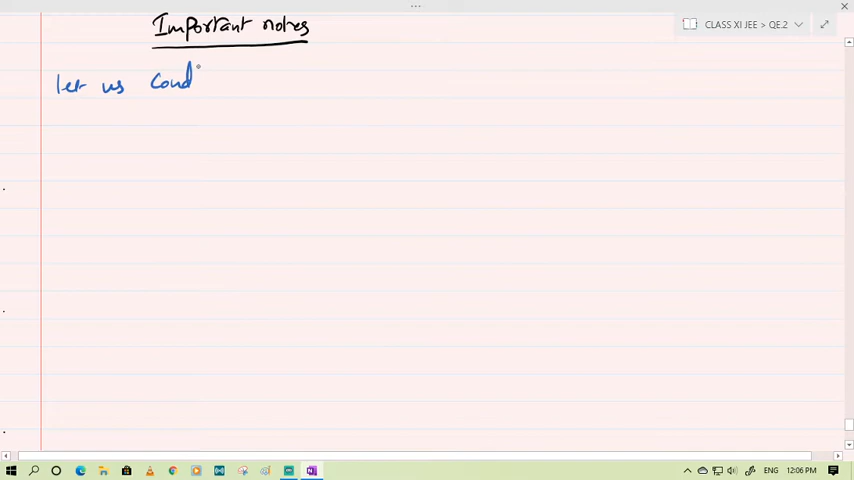 CLASS XI JEE > QE.2
Important notes
let us Cond
ENG 12:06 PM